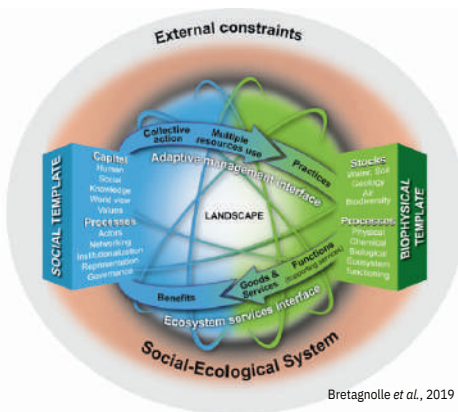 External constraints
Collective
action
Multiple
resources use
Practices
Adaptive management interface
SOCIAL TEMPLATE
Capital
Human
Social
Knowledge
World view
Values
Processes
Actors
Networking
Institutionalization
Representation
Governance
LANDSCAPE
Stocks
Water, Soil
Geology
Air
Biodiversity
Processes
Physical
Chemical
Biological
Ecosystem
functioning
BIOPHYSICAL
TEMPLATE
Benefits
Goods &
Services
Functions
(supporting services)
Ecosystem services interface
Social-Ecological System
Bretagnolle et al., 2019